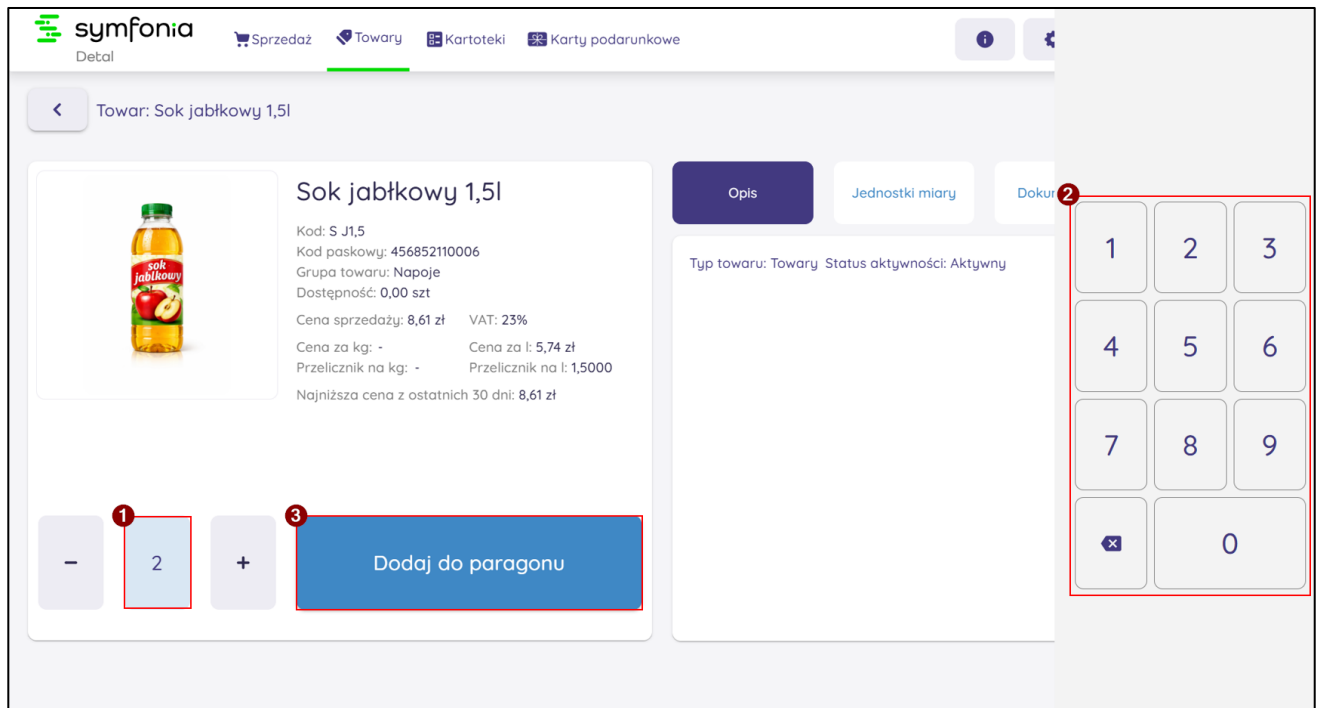 symfonia
Detal
Sprzedaż Towary Kartoteki Karty podarunkowe
Towar: Sok jabłkowy 1,5l
sok
jabłkowy
Sok jabłkowy 1,5l
Kod: S J1,5
Kod paskowy: 456852110006
Grupa towaru: Napoje
Dostępność: 0,00 szt
Cena sprzedaży: 8,61 zł VAT: 23%
Cena za kg: - Cena za l: 5,74 zł
Przelicznik na kg: - Przelicznik na l: 1,5000
Najniższa cena z ostatnich 30 dni: 8,61 zł
1
− 2 +
3
Dodaj do paragonu
Opis Jednostki miary Doku
Typ towaru: Towary Status aktywności: Aktywny
2
1 2 3
4 5 6
7 8 9
0